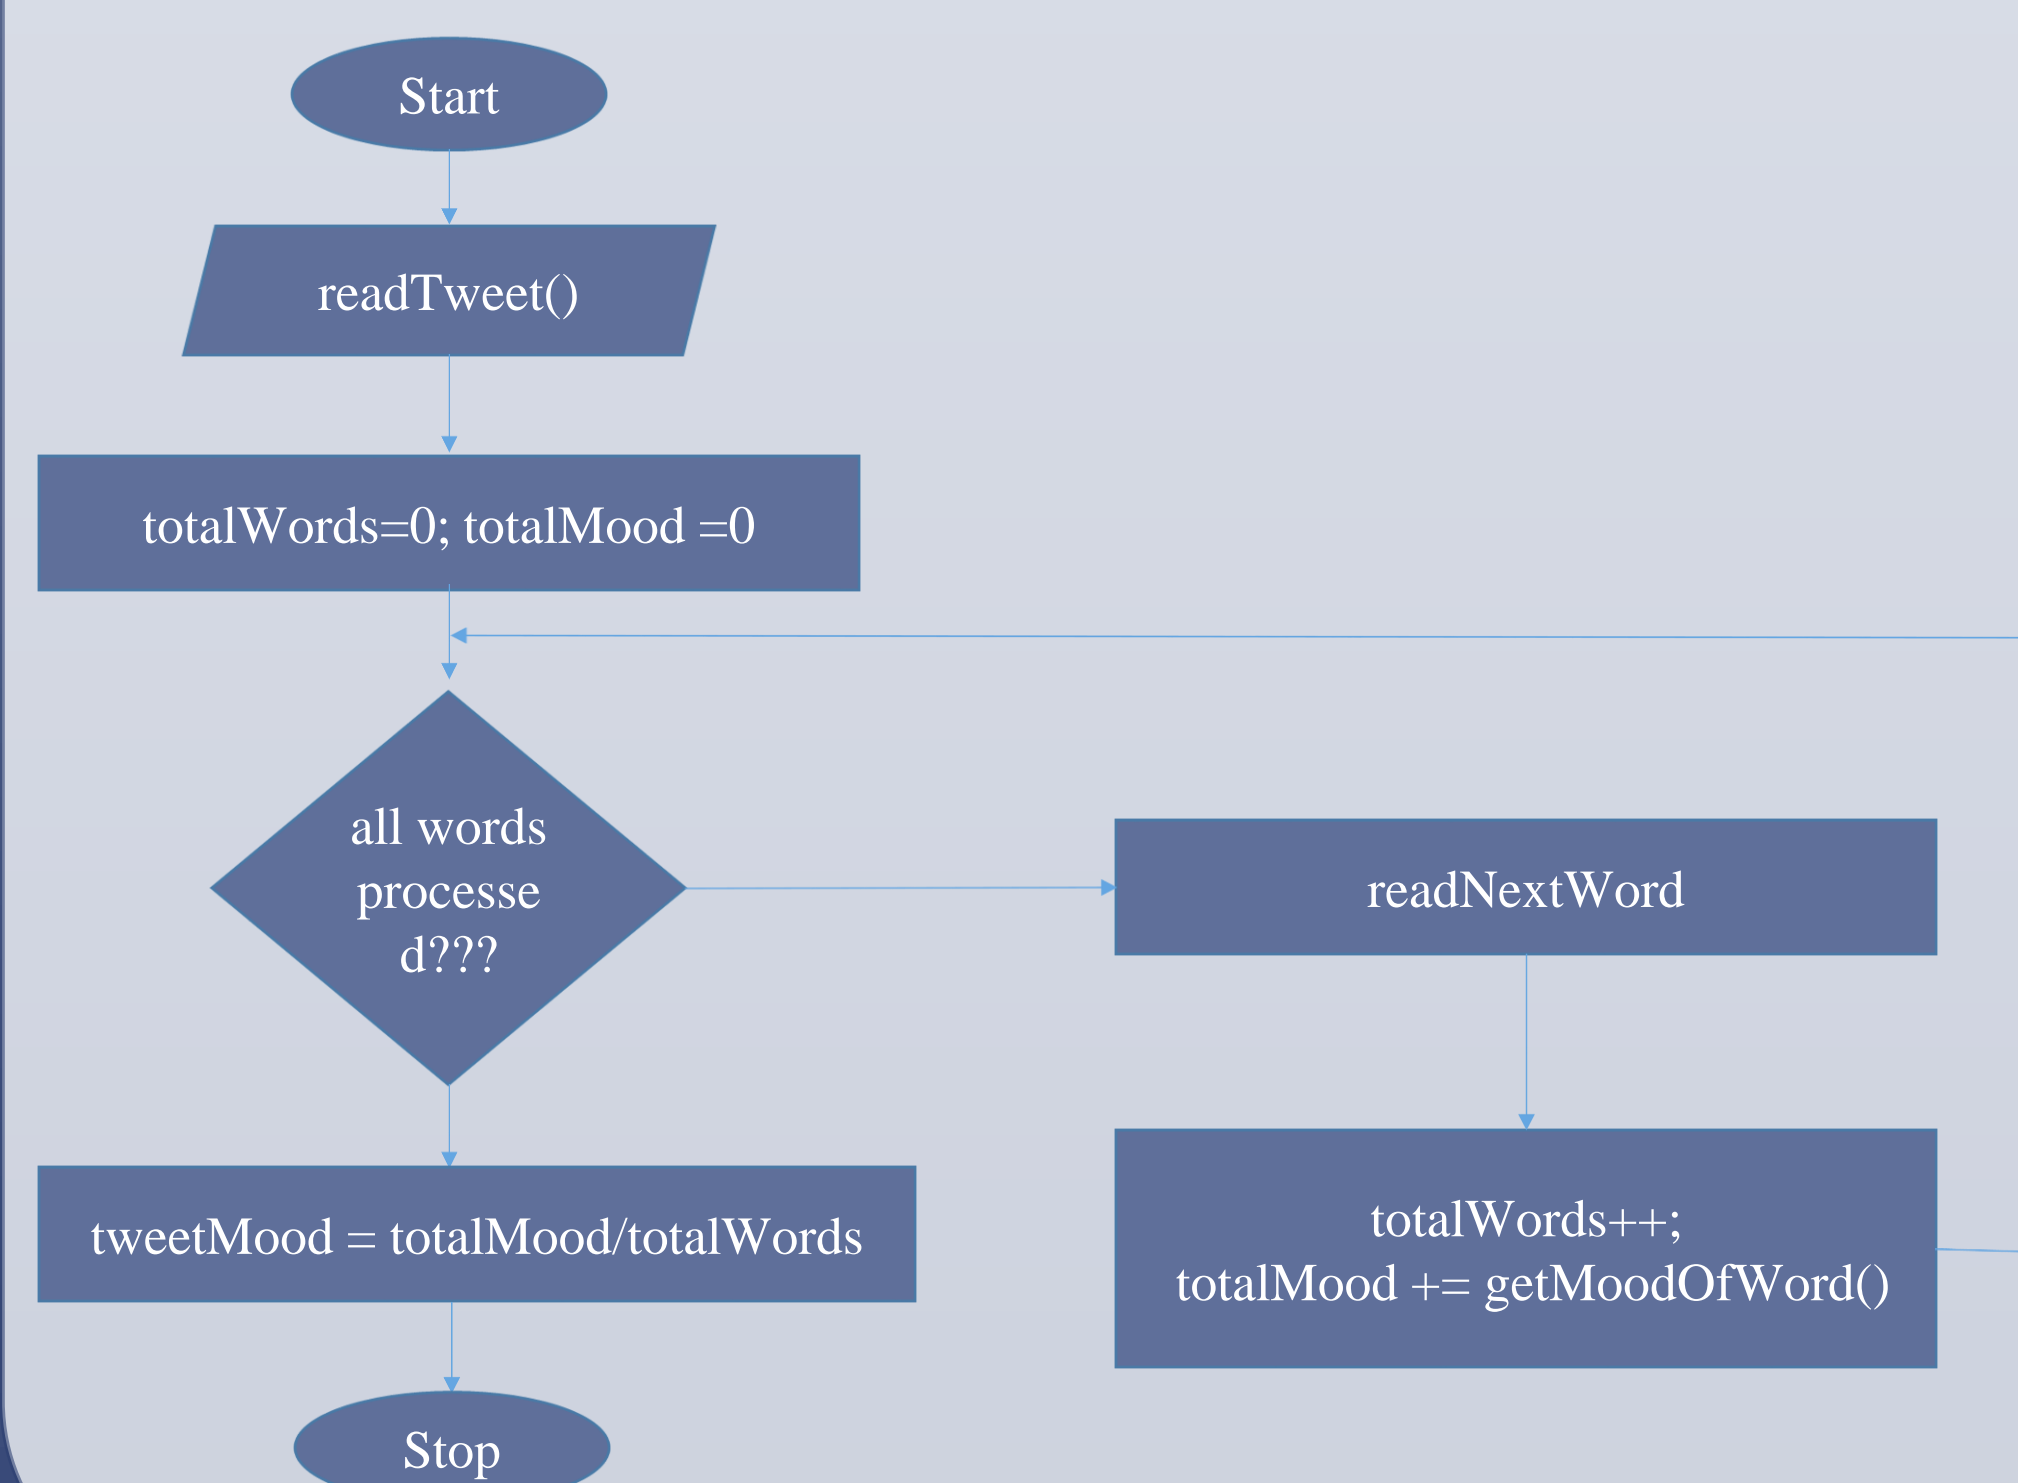 Start
readTweet()
totalWords=0; totalMood =0
all words
processe
d???
readNextWord
totalWords++;
totalMood += getMoodOfWord()
tweetMood = totalMood/totalWords
Stop